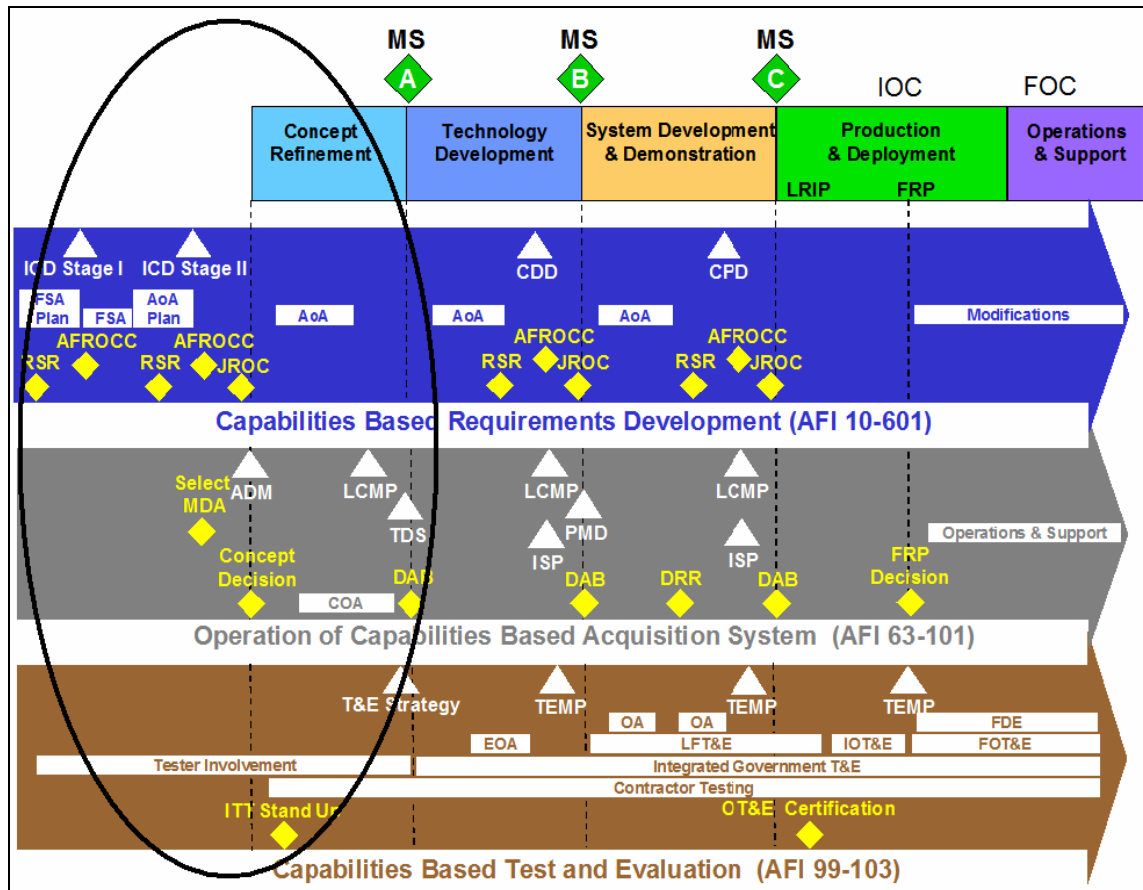 MS
MS
MS
A
B
C
IOC
FOC
Concept
Refinement
Technology
Development
System Development
& Demonstration
Production
& Deployment
LRIP
FRP
Operations
& Support
ICD Stage I
ICD Stage II
CDD
CPD
FSA
Plan
FSA
AoA
Plan
AoA
AoA
AoA
Modifications
RSR
AFROCC
RSR
AFROCC
JROC
RSR
AFROCC
JROC
RSR
AFROCC
JROC
Capabilities Based Requirements Development (AFI 10-601)
Select
MDA
ADM
LCMP
TDS
LCMP
PMD
ISP
LCMP
ISP
Operations & Support
Concept
Decision
COA
DAB
DAB
DRR
DAB
FRP
Decision
Operation of Capabilities Based Acquisition System (AFI 63-101)
T&E Strategy
TEMP
TEMP
TEMP
OA
OA
FDE
EOA
LFT&E
IOT&E
FOT&E
Tester Involvement
Integrated Government T&E
Contractor Testing
ITT Stand Up
OT&E Certification
Capabilities Based Test and Evaluation (AFI 99-103)